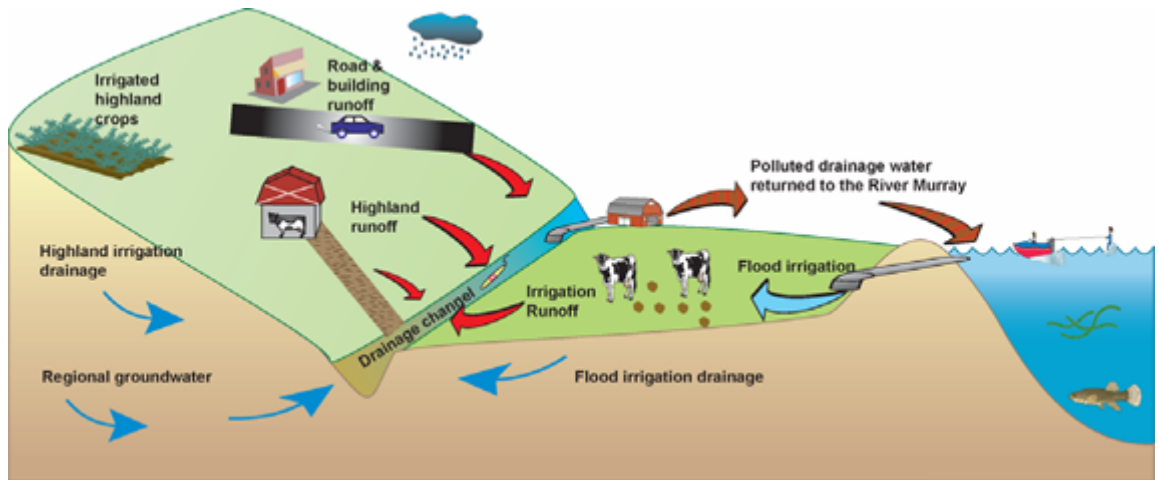 Irrigated
highland
crops
Road &
building
runoff
Highland
runoff
Polluted drainage water
returned to the River Murray
Highland irrigation
drainage
Drainage channel
Irrigation
Runoff
Flood irrigation
Regional groundwater
Flood irrigation drainage